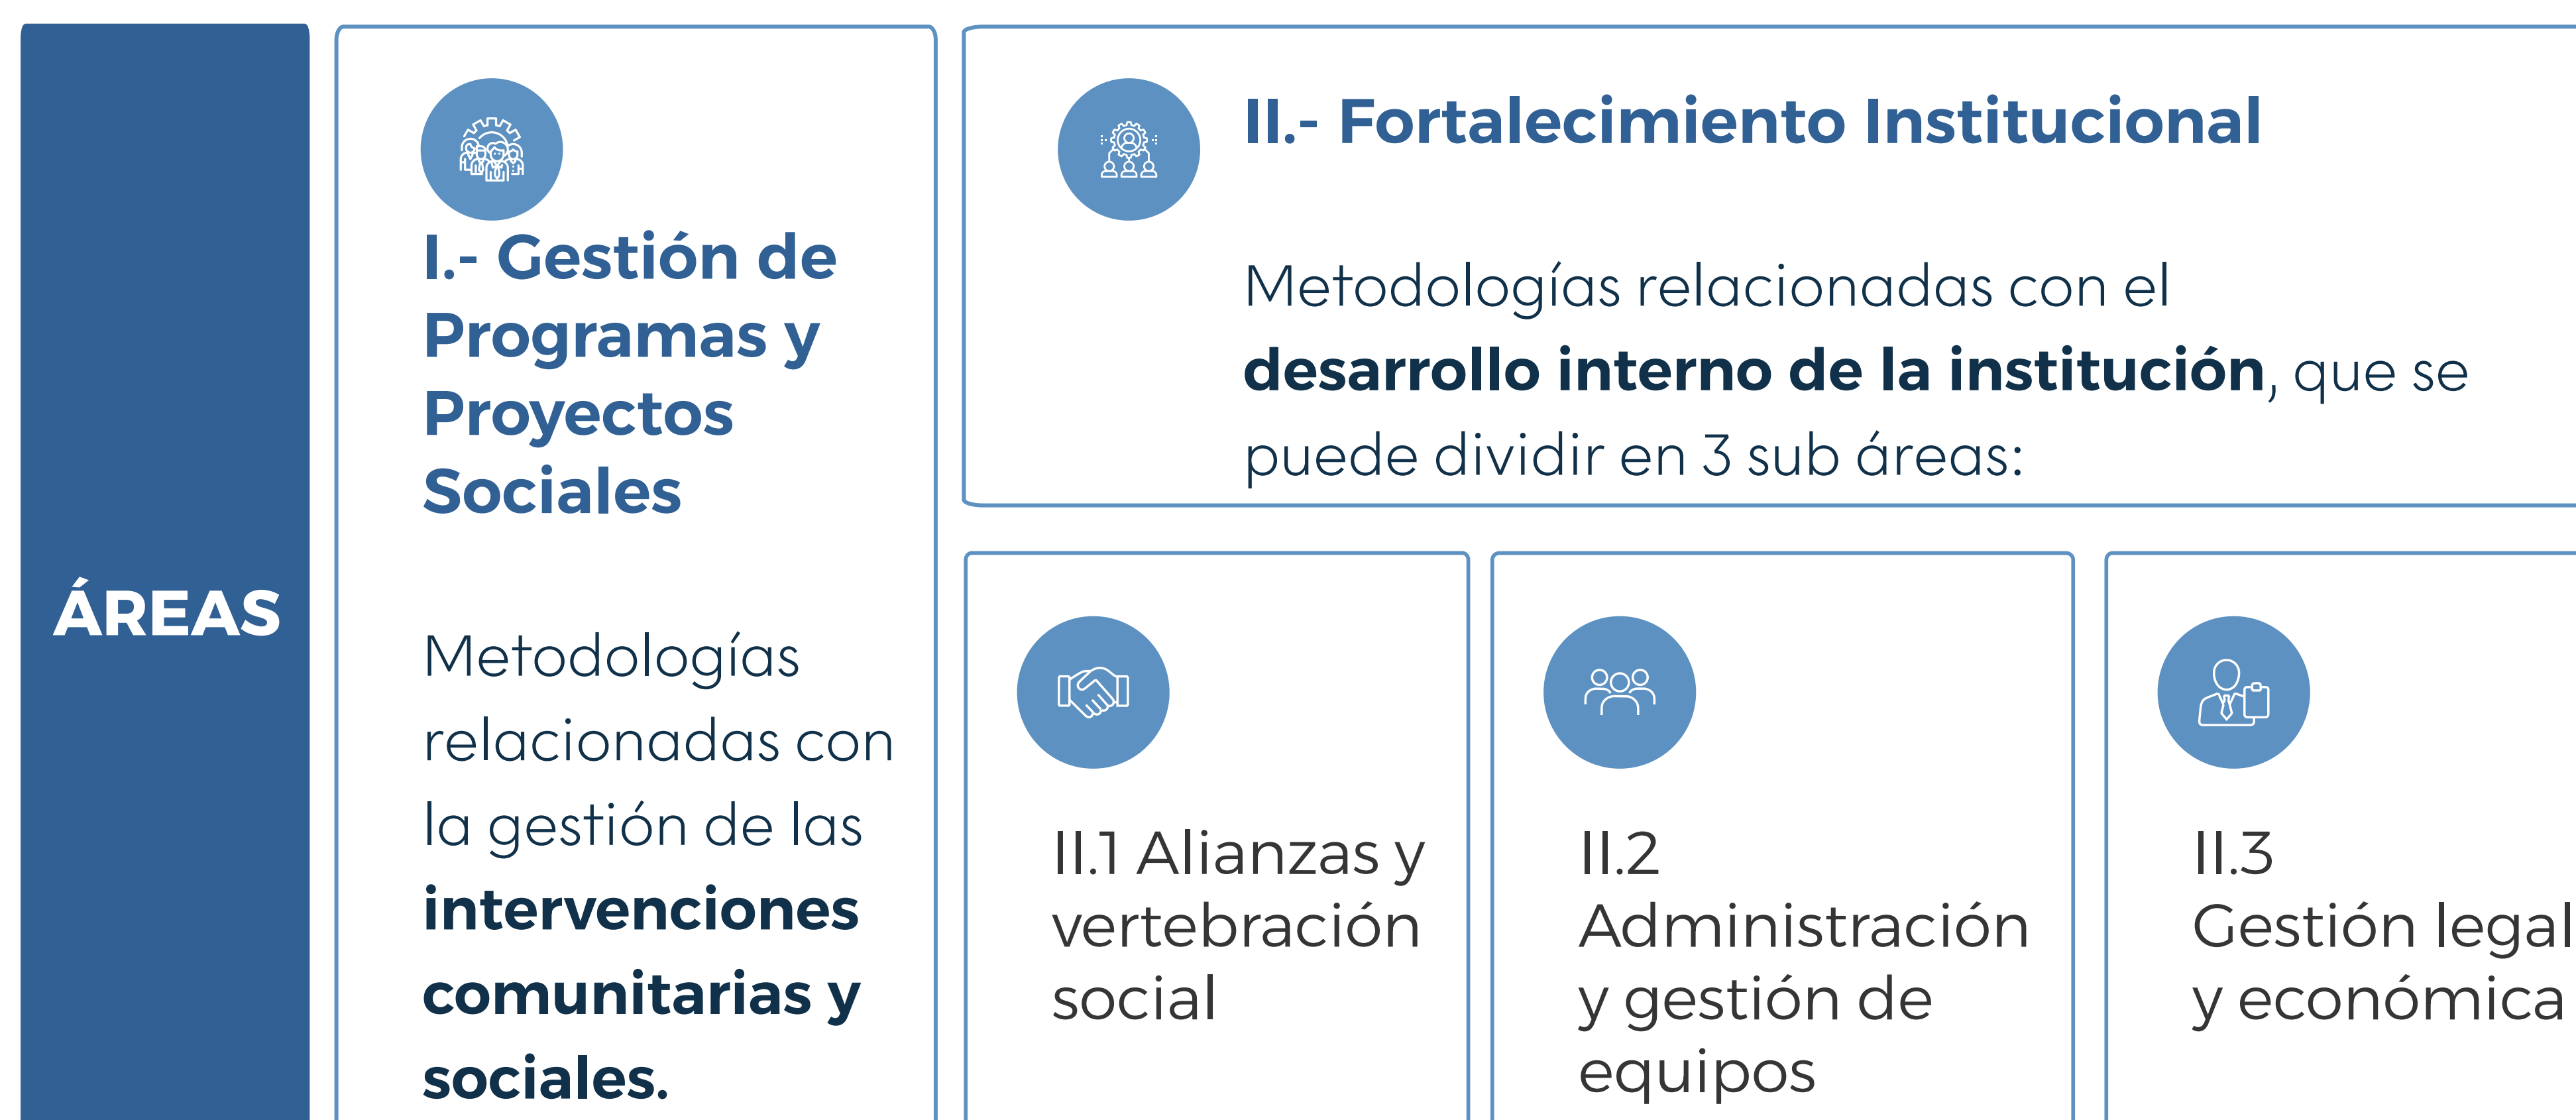 ÁREAS
I.- Gestión de
Programas y
Proyectos
Sociales
Metodologías
relacionadas con
la gestión de las
intervenciones
comunitarias y
sociales.
II.- Fortalecimiento Institucional
Metodologías relacionadas con el
desarrollo interno de la institución, que se
puede dividir en 3 sub áreas:
II.1 Alianzas y
vertebración
social
II.2
Administración
y gestión de
equipos
II.3
Gestión legal
y económica